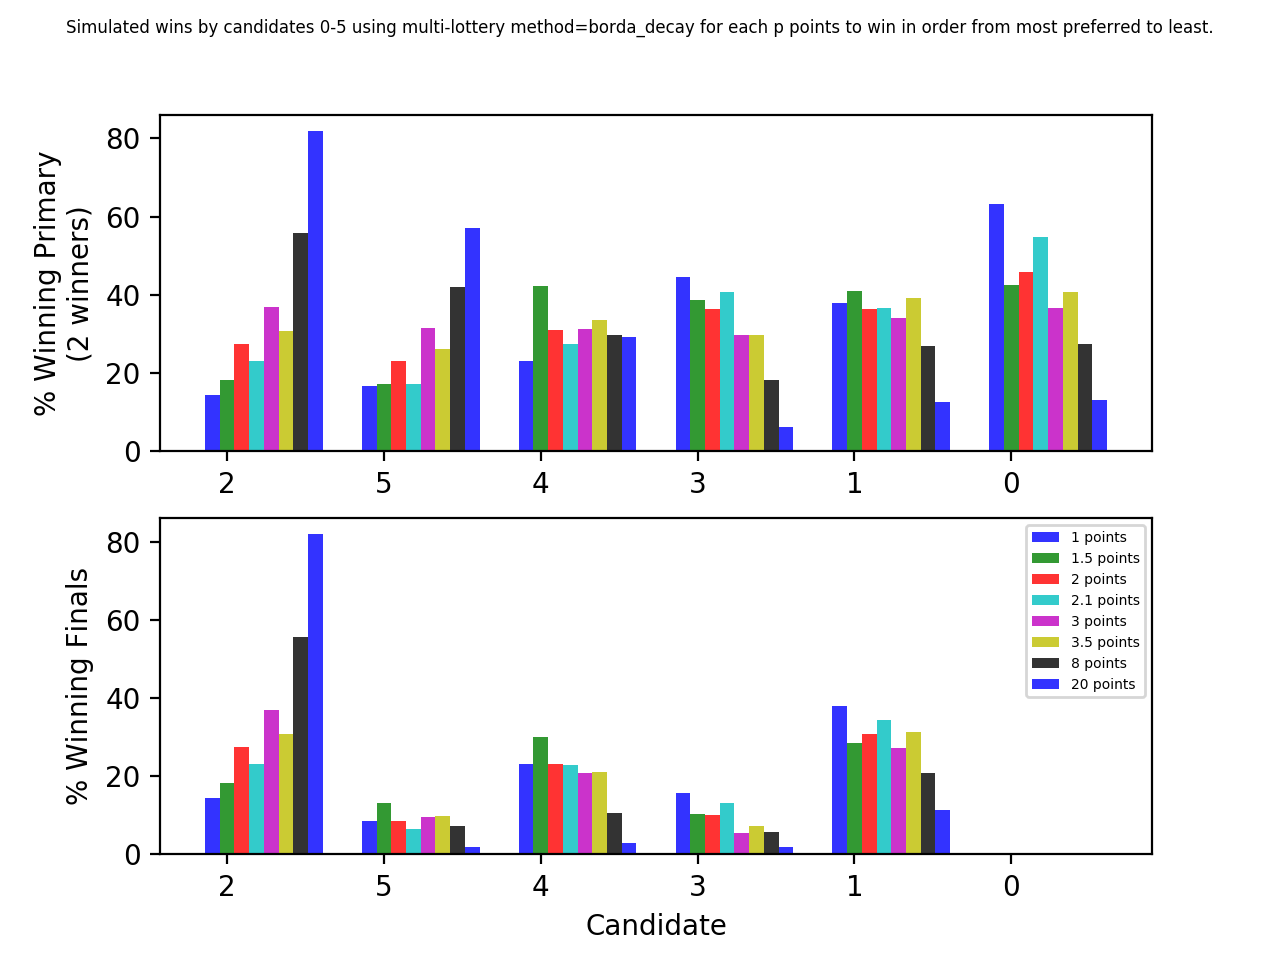 Simulated wins by candidates 0-5 using multi-lottery method=borda_decay for each p points to win in order from most preferred to least.
% Winning Primary
(2 winners)
80
60
40
20
0
2 5 4 3 1 0
% Winning Finals
80
60
40
20
0
1 points
1.5 points
2 points
2.1 points
3 points
3.5 points
8 points
20 points
2 5 4 3 1 0
Candidate